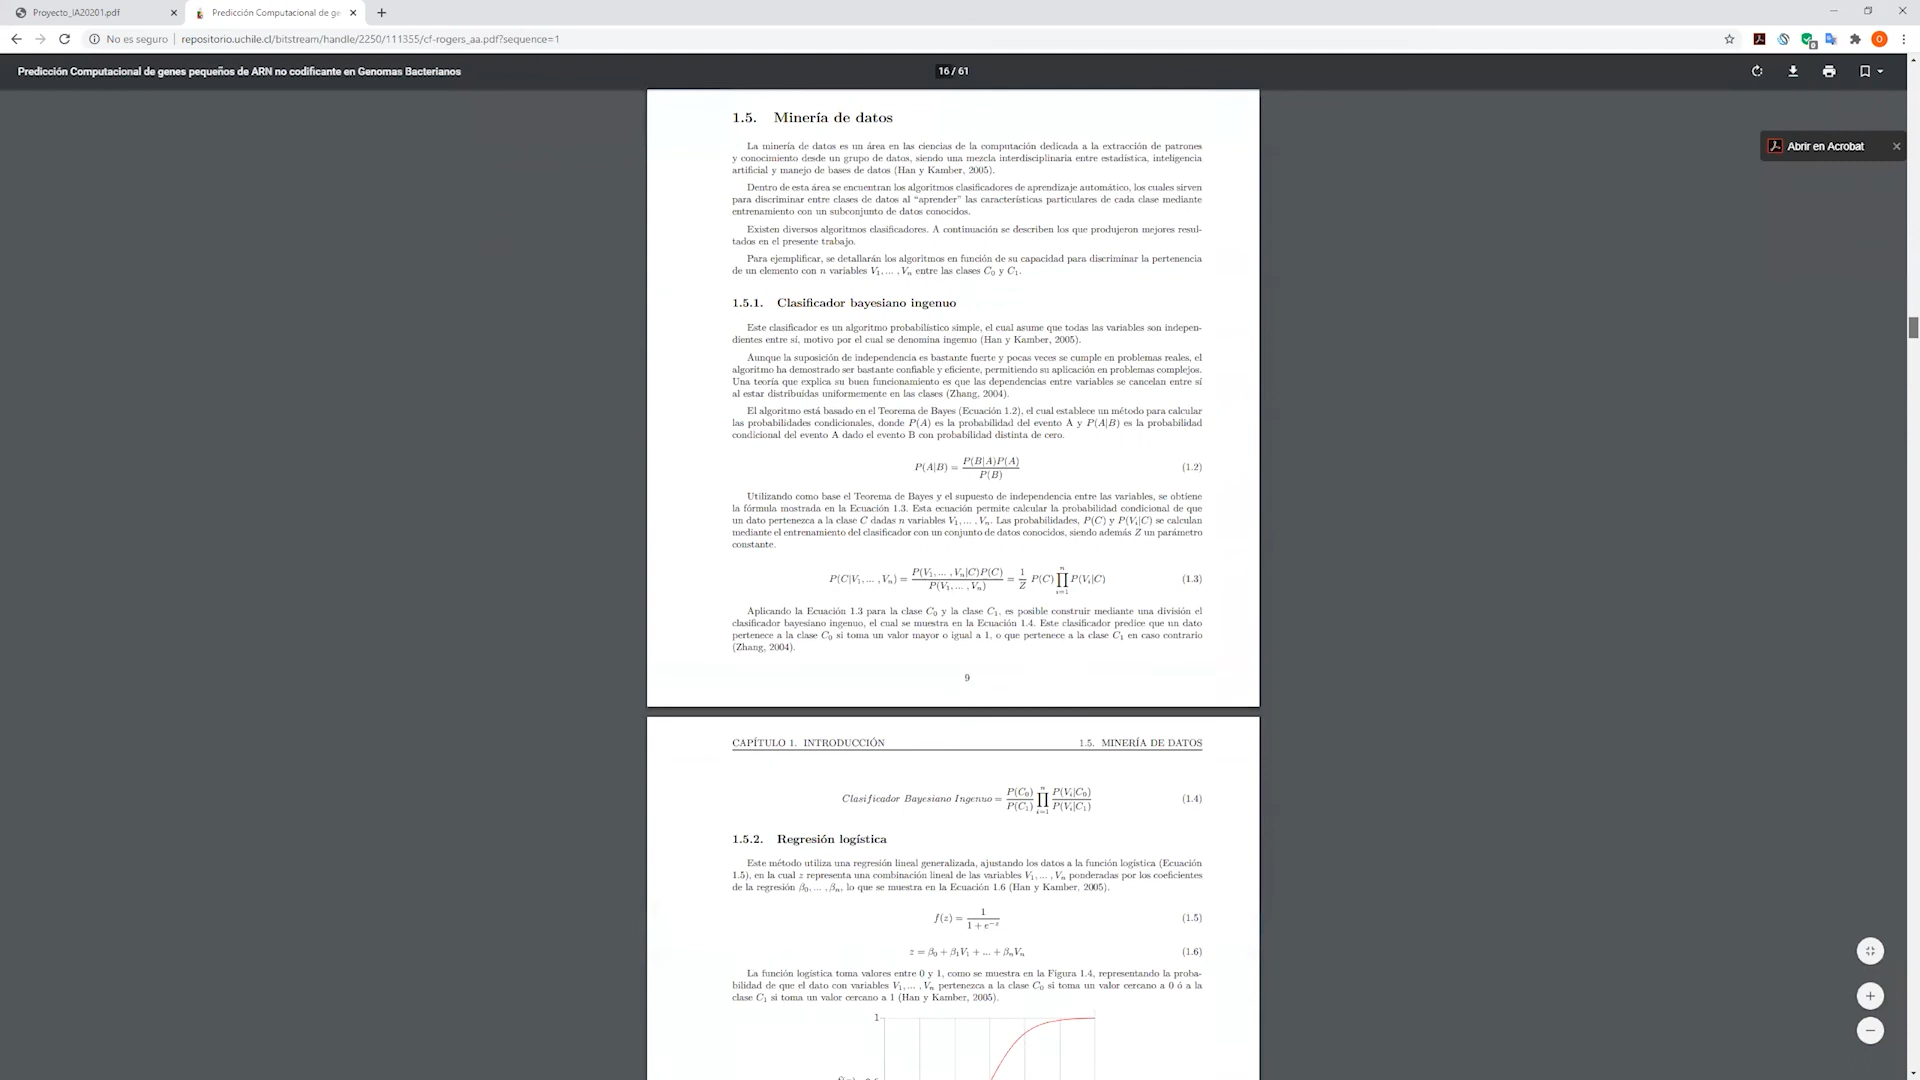 Proyecto_IA20201.pdf
Predicción Computacional de ge
No es seguro
repositorio.uchile.cl/bitstream/handle/2250/111355/cf-rogers_aa.pdf?sequence=1
Predicción Computacional de genes pequeños de ARN no codificante en Genomas Bacterianos
16 / 61
Abrir en Acrobat
1.5. Minería de datos
La minería de datos es un área en las ciencias de la computación dedicada a la extracción de patrones
y conocimiento desde un grupo de datos, siendo una mezcla interdisciplinaria entre estadística, inteligencia
artificial y manejo de bases de datos (Han y Kamber, 2005).
Dentro de esta área se encuentran los algoritmos clasificadores de aprendizaje automático, los cuales sirven
para discriminar entre clases de datos al “aprender” las características particulares de cada clase mediante
entrenamiento con un subconjunto de datos conocidos.
Existen diversos algoritmos clasificadores. A continuación se describen los que produjeron mejores resul-
tados en el presente trabajo.
Para ejemplificar, se detallarán los algoritmos en función de su capacidad para discriminar la pertenencia
de un elemento con n variables V₁, ... , Vₙ entre las clases C₀ y C₁.
1.5.1. Clasificador bayesiano ingenuo
Este clasificador es un algoritmo probabilístico simple, el cual asume que todas las variables son indepen-
dientes entre sí, motivo por el cual se denomina ingenuo (Han y Kamber, 2005).
Aunque la suposición de independencia es bastante fuerte y pocas veces se cumple en problemas reales, el
algoritmo ha demostrado ser bastante confiable y eficiente, permitiendo su aplicación en problemas complejos.
Una teoría que explica su buen funcionamiento es que las dependencias entre variables se cancelan entre sí
al estar distribuidas uniformemente en las clases (Zhang, 2004).
El algoritmo está basado en el Teorema de Bayes (Ecuación 1.2), el cual establece un método para calcular
las probabilidades condicionales, donde P(A) es la probabilidad del evento A y P(A|B) es la probabilidad
condicional del evento A dado el evento B con probabilidad distinta de cero.
P(A|B) = P(B|A)P(A) / P(B) (1.2)
Utilizando como base el Teorema de Bayes y el supuesto de independencia entre las variables, se obtiene
la fórmula mostrada en la Ecuación 1.3. Esta ecuación permite calcular la probabilidad condicional de que
un dato pertenezca a la clase C dadas n variables V₁, ... , Vₙ. Las probabilidades, P(C) y P(Vᵢ|C) se calculan
mediante el entrenamiento del clasificador con un conjunto de datos conocidos, siendo además Z un parámetro
constante.
P(C|V₁, ... , Vₙ) = P(V₁, ... , Vₙ|C)P(C) / P(V₁, ... , Vₙ) = 1/Z P(C) ∏ i=1 n P(Vᵢ|C) (1.3)
Aplicando la Ecuación 1.3 para la clase C₀ y la clase C₁, es posible construir mediante una división el
clasificador bayesiano ingenuo, el cual se muestra en la Ecuación 1.4. Este clasificador predice que un dato
pertenece a la clase C₀ si toma un valor mayor o igual a 1, o que pertenece a la clase C₁ en caso contrario
(Zhang, 2004).
9
CAPÍTULO 1. INTRODUCCIÓN 1.5. MINERÍA DE DATOS
Clasificador Bayesiano Ingenuo = P(C₀)/P(C₁) ∏ i=1 n P(Vᵢ|C₀)/P(Vᵢ|C₁) (1.4)
1.5.2. Regresión logística
Este método utiliza una regresión lineal generalizada, ajustando los datos a la función logística (Ecuación
1.5), en la cual z representa una combinación lineal de las variables V₁, ... , Vₙ ponderadas por los coeficientes
de la regresión β₀, ... , βₙ, lo que se muestra en la Ecuación 1.6 (Han y Kamber, 2005).
f(z) = 1 / 1 + e⁻ᶻ (1.5)
z = β₀ + β₁V₁ + ... + βₙVₙ (1.6)
La función logística toma valores entre 0 y 1, como se muestra en la Figura 1.4, representando la proba-
bilidad de que el dato con variables V₁, ... , Vₙ pertenezca a la clase C₀ si toma un valor cercano a 0 ó a la
clase C₁ si toma un valor cercano a 1 (Han y Kamber, 2005).
1